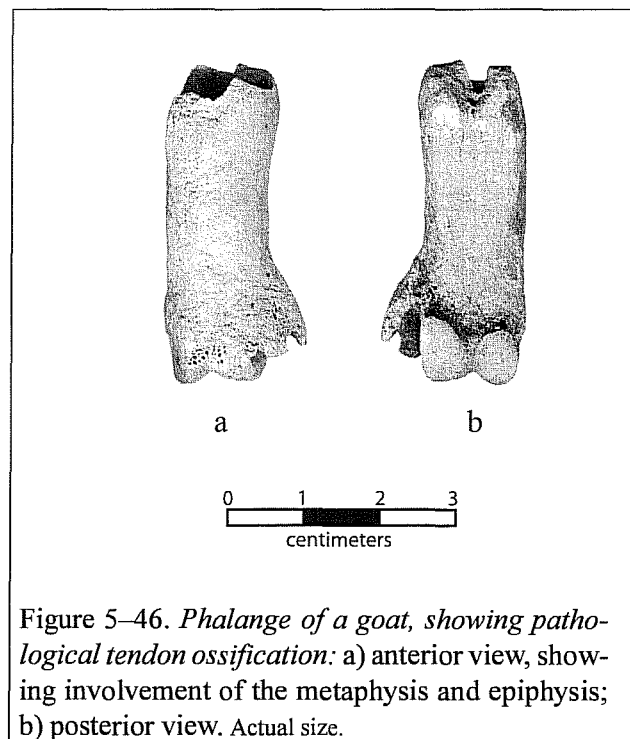 a
b
0 1 2 3
centimeters
Figure 5–46. Phalange of a goat, showing patho-
logical tendon ossification: a) anterior view, show-
ing involvement of the metaphysis and epiphysis;
b) posterior view. Actual size.